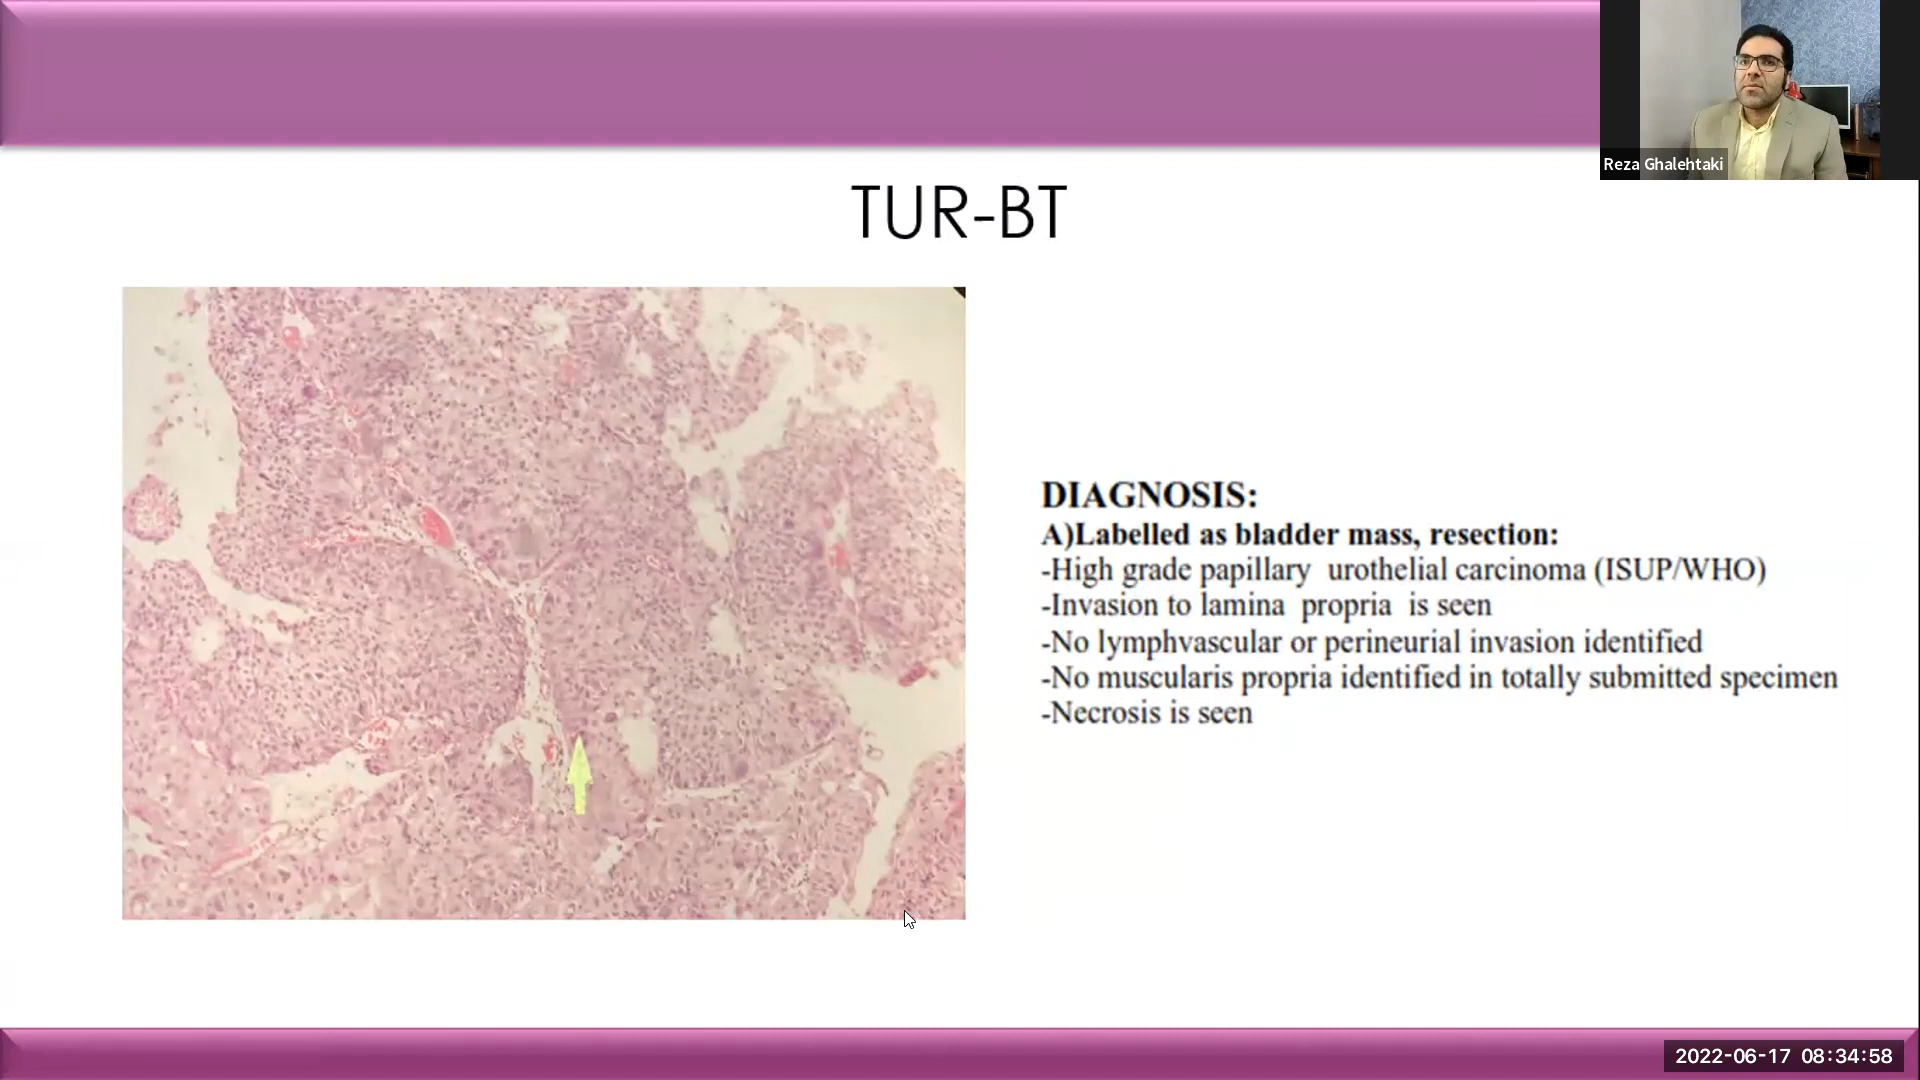 Reza Ghalehtaki
TUR-BT
DIAGNOSIS:
A)Labelled as bladder mass, resection:
-High grade papillary urothelial carcinoma (ISUP/WHO)
-Invasion to lamina propria is seen
-No lymphvascular or perineurial invasion identified
-No muscularis propria identified in totally submitted specimen
-Necrosis is seen
2022-06-17 08:34:58